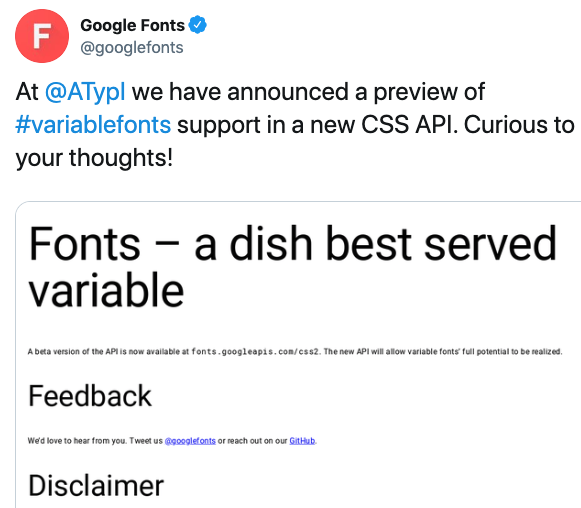 F
Google Fonts
@googlefonts
At @ATypI we have announced a preview of
#variablefonts support in a new CSS API. Curious to
your thoughts!
Fonts – a dish best served
variable
A beta version of the API is now available at fonts.googleapis.com/css2. The new API will allow variable fonts' full potential to be realized.
Feedback
We'd love to hear from you. Tweet us @googlefonts or reach out on our GitHub.
Disclaimer